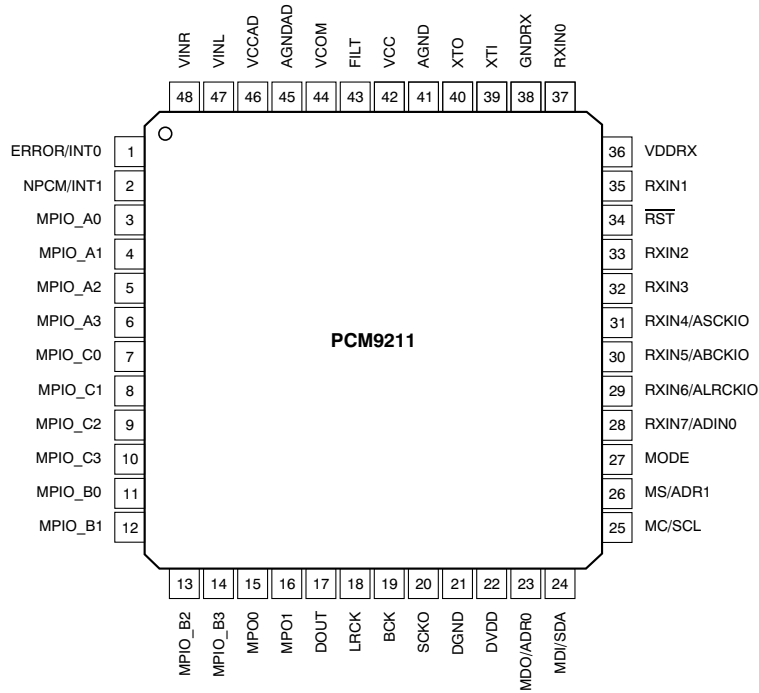 VINR
VINL
VCCAD
AGNDAD
VCOM
FILT
VCC
AGND
XTO
XTI
GNDRX
RXIN0
48 47 46 45 44 43 42 41 40 39 38 37
ERROR/INT0 1
NPCM/INT1 2
MPIO_A0 3
MPIO_A1 4
MPIO_A2 5
MPIO_A3 6
MPIO_C0 7
MPIO_C1 8
MPIO_C2 9
MPIO_C3 10
MPIO_B0 11
MPIO_B1 12
PCM9211
36 VDDRX
35 RXIN1
34 RST
33 RXIN2
32 RXIN3
31 RXIN4/ASCKIO
30 RXIN5/ABCKIO
29 RXIN6/ALRCKIO
28 RXIN7/ADIN0
27 MODE
26 MS/ADR1
25 MC/SCL
13 14 15 16 17 18 19 20 21 22 23 24
MPIO_B2
MPIO_B3
MPO0
MPO1
DOUT
LRCK
BCK
SCKO
DGND
DVDD
MDO/ADR0
MDI/SDA